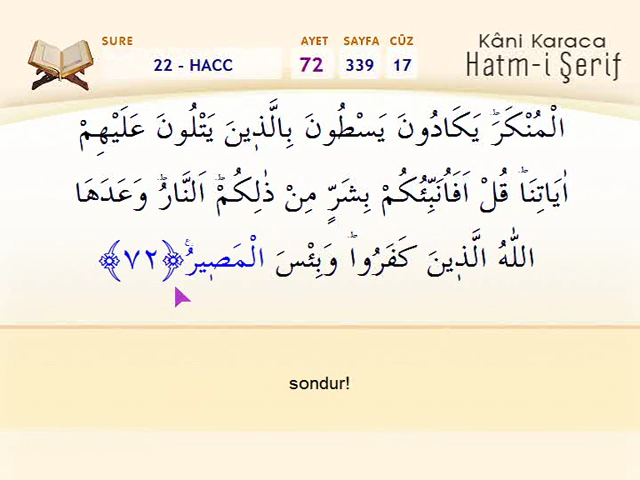 SURE AYET SAYFA CÜZ
22 - HACC 72 339 17
Kâni Karaca
Hatm-i Şerif
الْمُنْكَرَۜ يَكَادُونَ يَسْطُونَ بِالَّذ۪ينَ يَتْلُونَ عَلَيْهِمْ
اٰيَاتِنَاۜ قُلْ اَفَاُنَبِّئُكُمْ بِشَرٍّ مِنْ ذٰلِكُمْۜ اَلنَّارُۜ وَعَدَهَا
اللّٰهُ الَّذ۪ينَ كَفَرُواۜ وَبِئْسَ الْمَص۪يرُ۟ ﴿٧٢﴾
sondur!